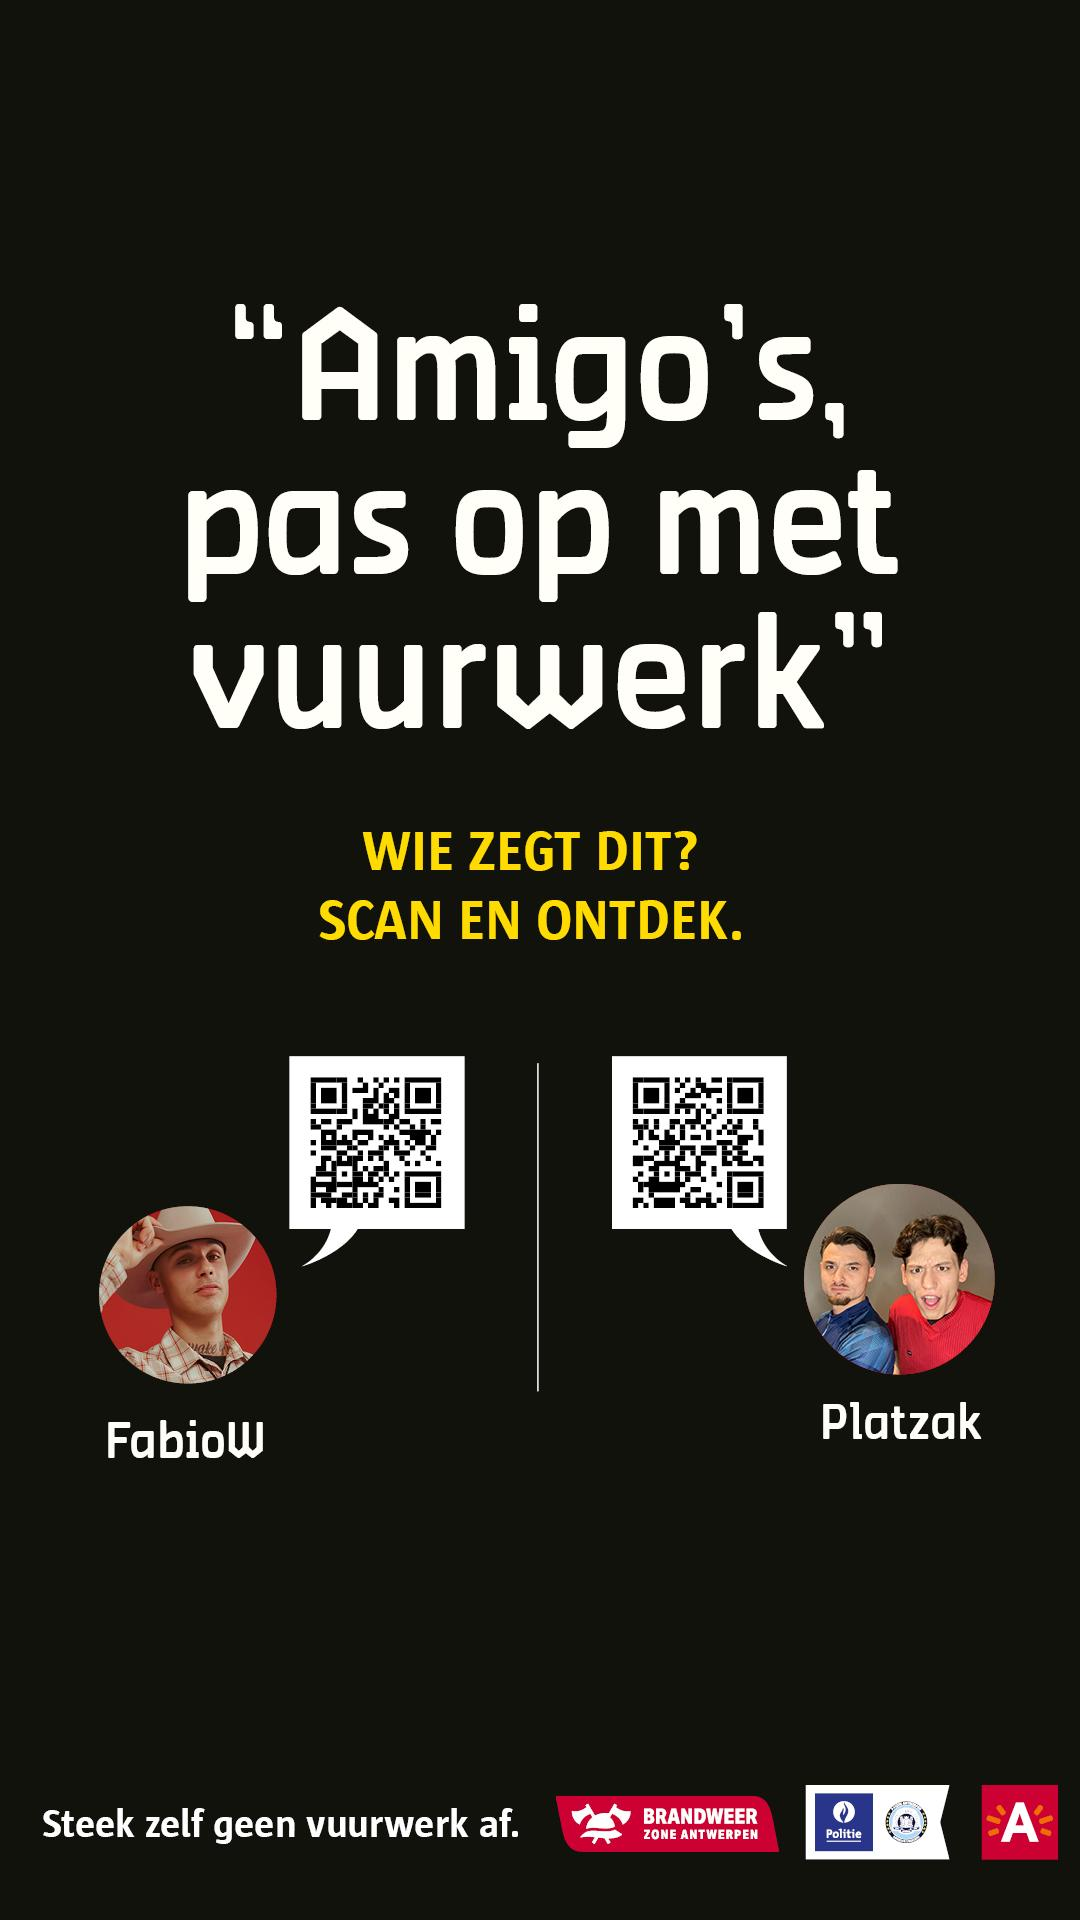 “Amigo’s,
pas op met
vuurwerk”
WIE ZEGT DIT?
SCAN EN ONTDEK.
FabioW
Platzak
Steek zelf geen vuurwerk af.
BRANDWEER
ZONE ANTWERPEN
Politie
A